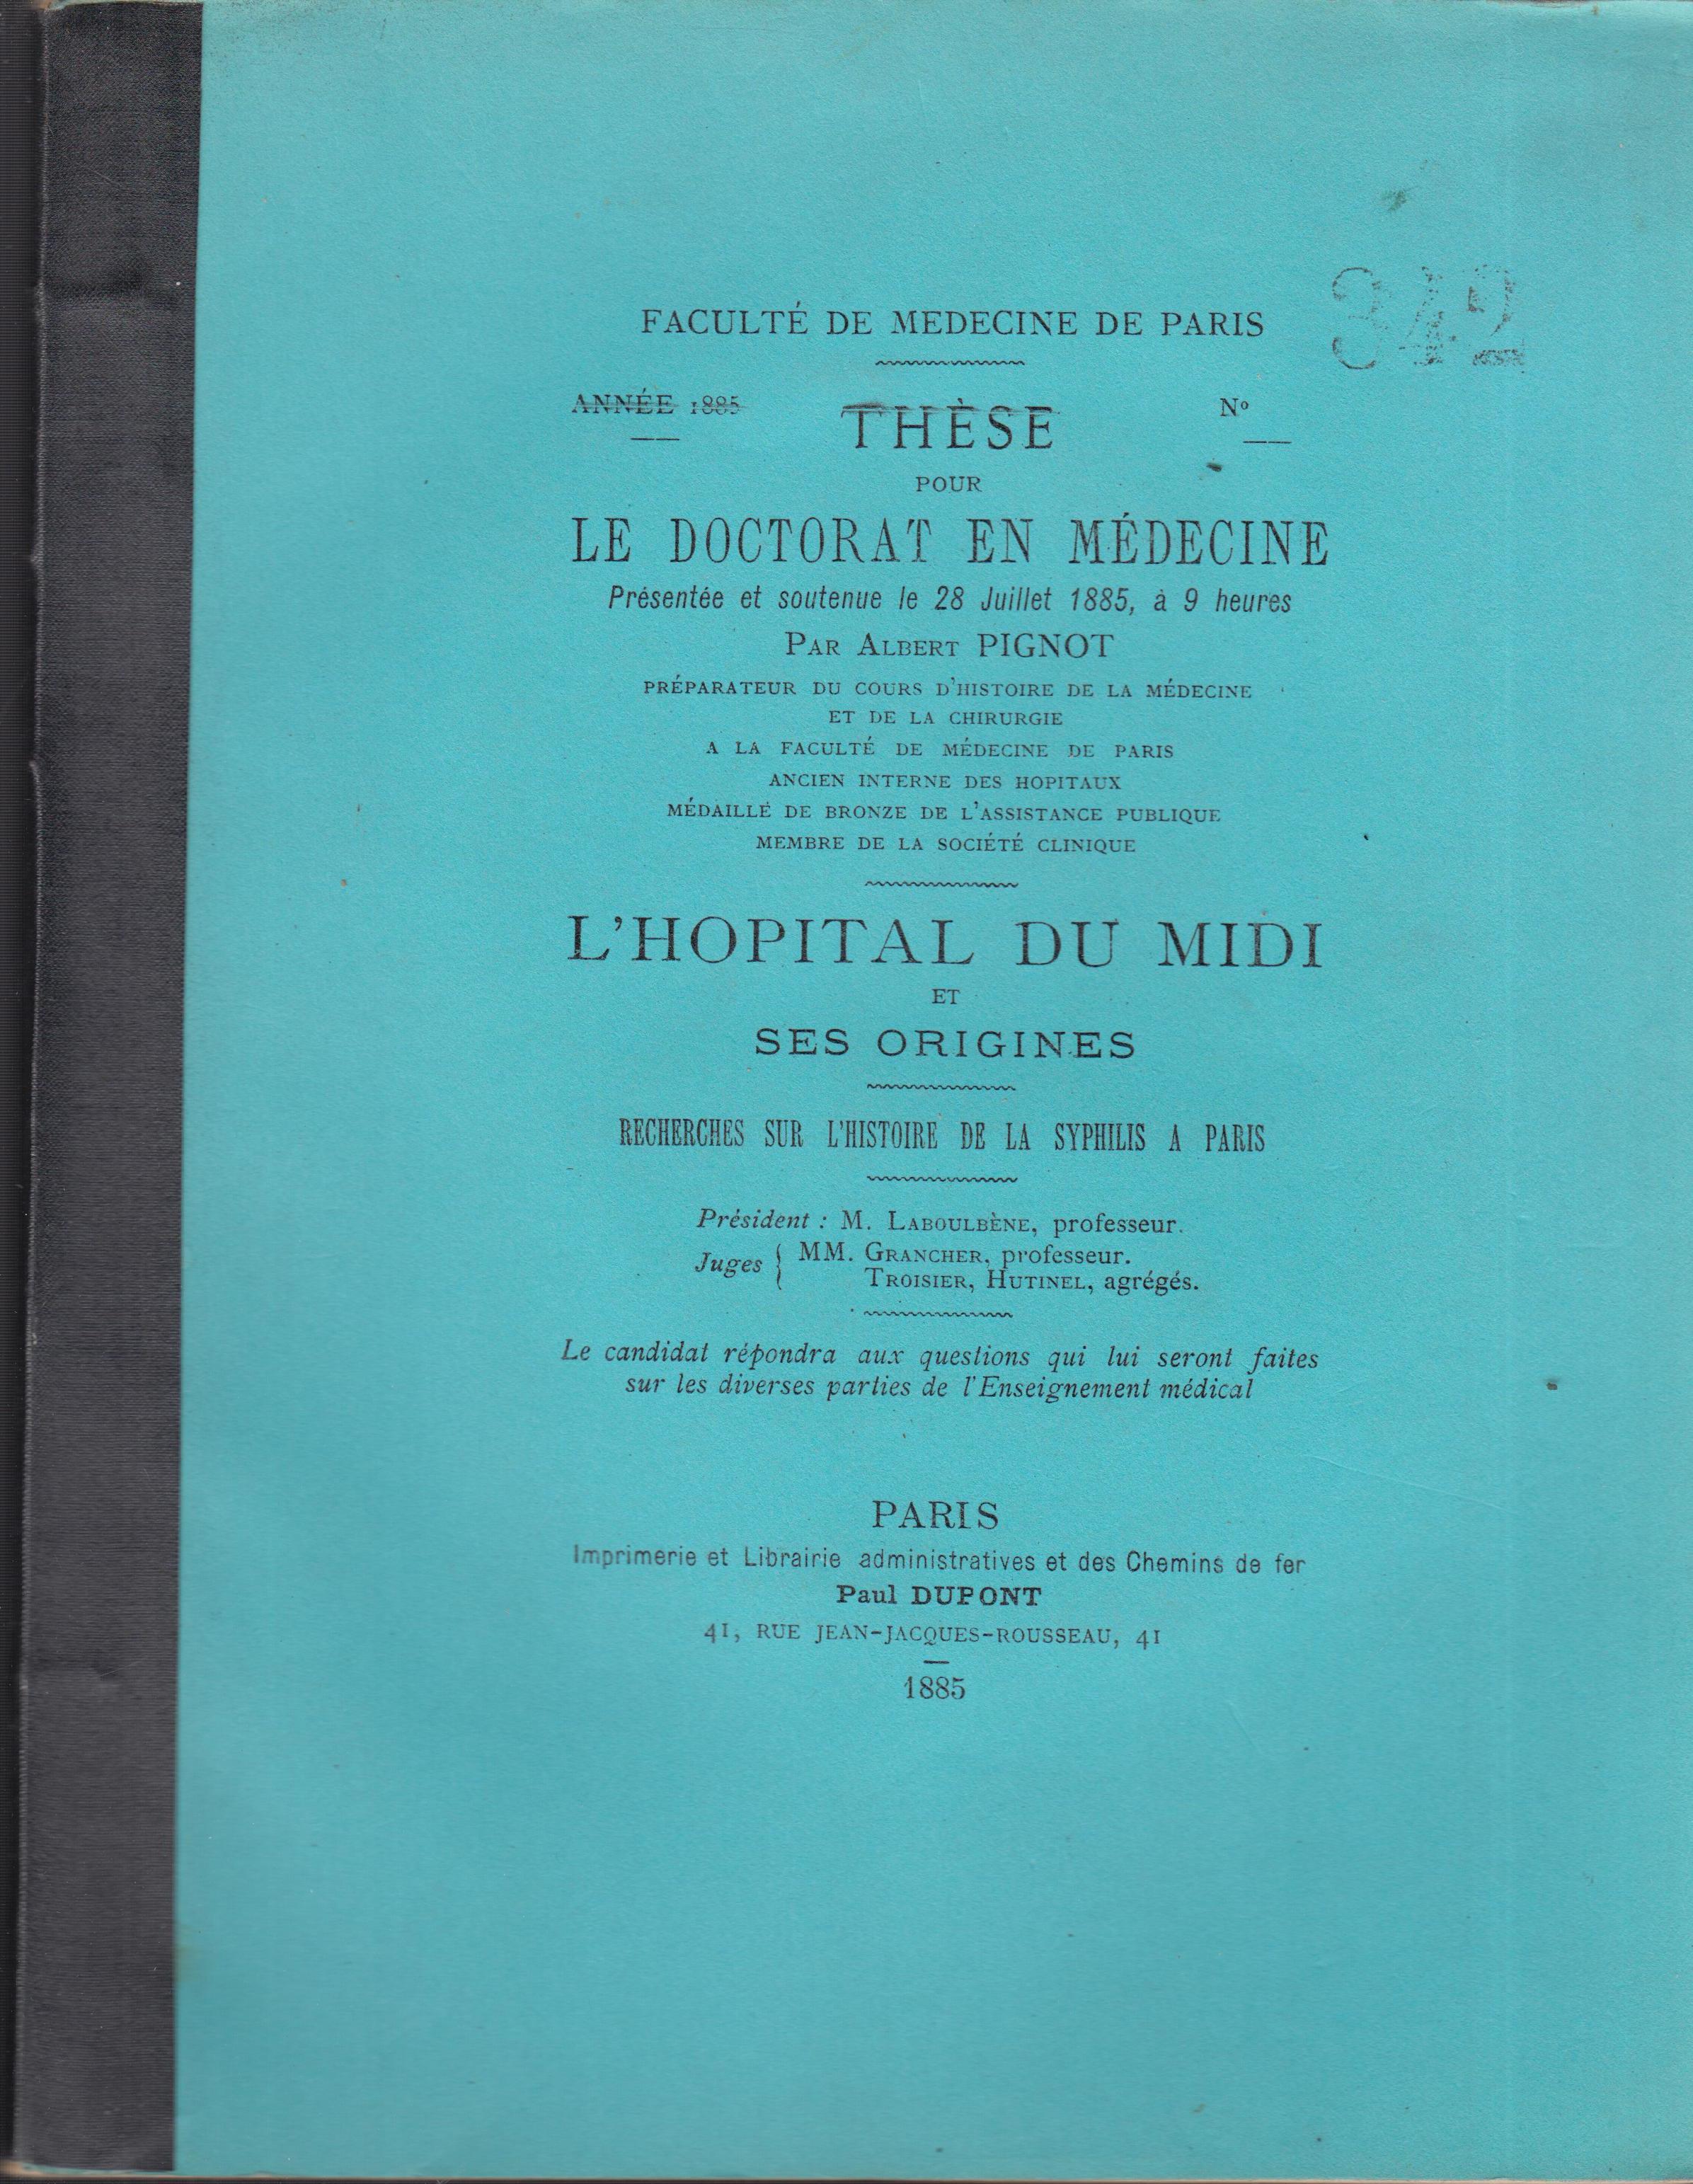 342
FACULTÉ DE MEDECINE DE PARIS
ANNÉE 1885 THÈSE Nº
POUR
LE DOCTORAT EN MÉDECINE
Présentée et soutenue le 28 Juillet 1885, à 9 heures
PAR ALBERT PIGNOT
PRÉPARATEUR DU COURS D'HISTOIRE DE LA MÉDECINE
ET DE LA CHIRURGIE
A LA FACULTÉ DE MÉDECINE DE PARIS
ANCIEN INTERNE DES HOPITAUX
MÉDAILLÉ DE BRONZE DE L'ASSISTANCE PUBLIQUE
MEMBRE DE LA SOCIÉTÉ CLINIQUE
L'HOPITAL DU MIDI
ET
SES ORIGINES
RECHERCHES SUR L'HISTOIRE DE LA SYPHILIS A PARIS
Président : M. LABOULBÈNE, professeur.
Juges { MM. GRANCHER, professeur.
TROISIER, HUTINEL, agrégés.
Le candidat répondra aux questions qui lui seront faites
sur les diverses parties de l'Enseignement médical
PARIS
Imprimerie et Librairie administratives et des Chemins de fer
Paul DUPONT
41, RUE JEAN-JACQUES-ROUSSEAU, 41
1885